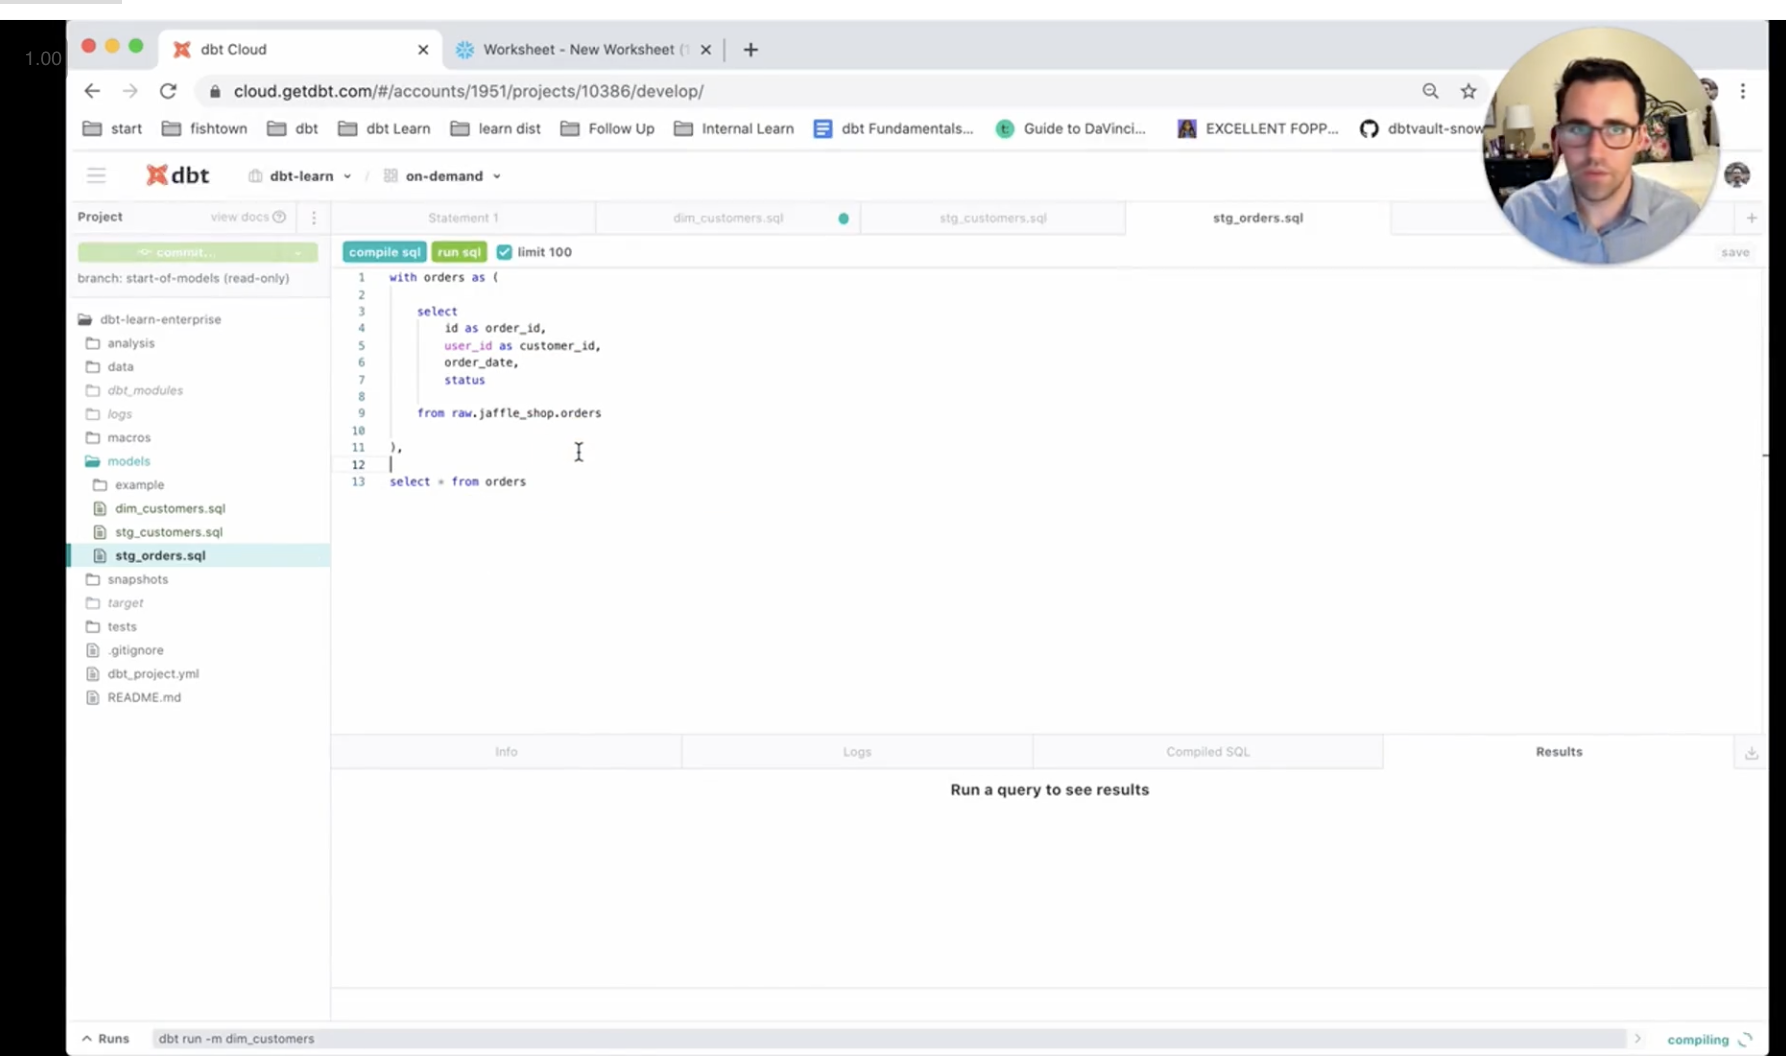 1.00
dbt Cloud
Worksheet - New Worksheet (
cloud.getdbt.com/#/accounts/1951/projects/10386/develop/
start fishtown dbt dbt Learn learn dist Follow Up Internal Learn dbt Fundamentals... Guide to DaVinci... EXCELLENT FOPP... dbtvault-snow
dbt dbt-learn / on-demand
Project view docs
Statement 1 dim_customers.sql stg_customers.sql stg_orders.sql
commit...
compile sql run sql limit 100 save
branch: start-of-models (read-only)
dbt-learn-enterprise
analysis
data
dbt_modules
logs
macros
models
example
dim_customers.sql
stg_customers.sql
stg_orders.sql
snapshots
target
tests
.gitignore
dbt_project.yml
README.md
1 with orders as (
2
3 select
4 id as order_id,
5 user_id as customer_id,
6 order_date,
7 status
8
9 from raw.jaffle_shop.orders
10
11 ),
12
13 select * from orders
Info Logs Compiled SQL Results
Run a query to see results
Runs dbt run -m dim_customers compiling